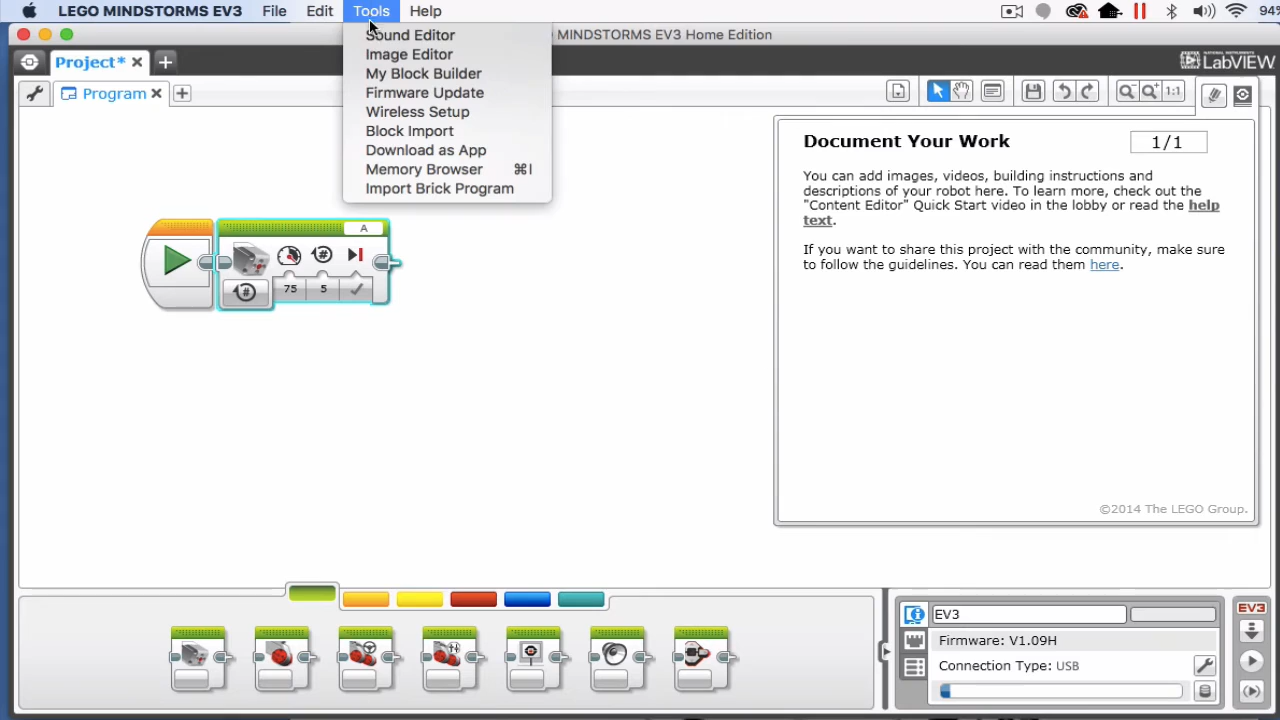 LEGO MINDSTORMS EV3 File Edit Tools Help 94%
Sound Editor
Image Editor
My Block Builder
Firmware Update
Wireless Setup
Block Import
Download as App
Memory Browser ⌘I
Import Brick Program
MINDSTORMS EV3 Home Edition
Project*
NATIONAL INSTRUMENTS
LabVIEW
Program
1:1
Document Your Work 1/1
You can add images, videos, building instructions and
descriptions of your robot here. To learn more, check out the
"Content Editor" Quick Start video in the lobby or read the help
text.
If you want to share this project with the community, make sure
to follow the guidelines. You can read them here.
©2014 The LEGO Group.
A
#
# 75 5
EV3 EV3
Firmware: V1.09H
Connection Type: USB